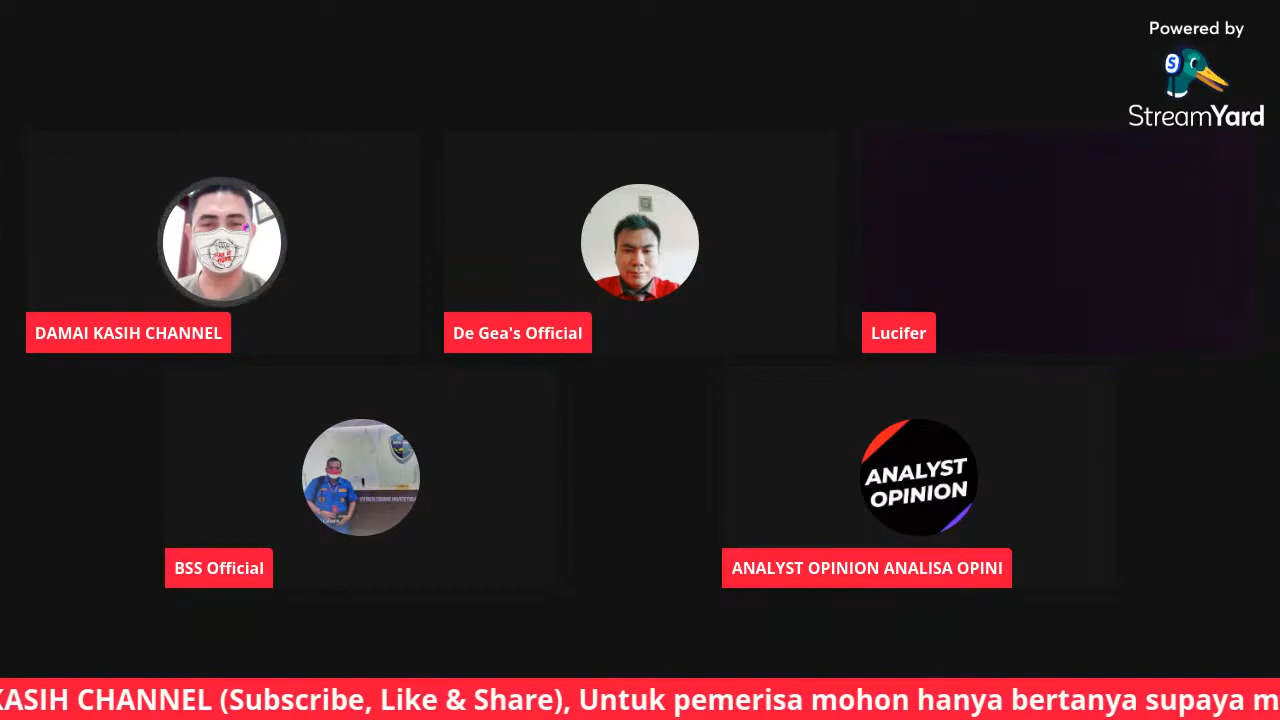 Powered by
StreamYard
DAMAI KASIH CHANNEL
De Gea's Official
Lucifer
ANALYST
OPINION
BSS Official
ANALYST OPINION ANALISA OPINI
KASIH CHANNEL (Subscribe, Like & Share), Untuk pemerisa mohon hanya bertanya supaya m